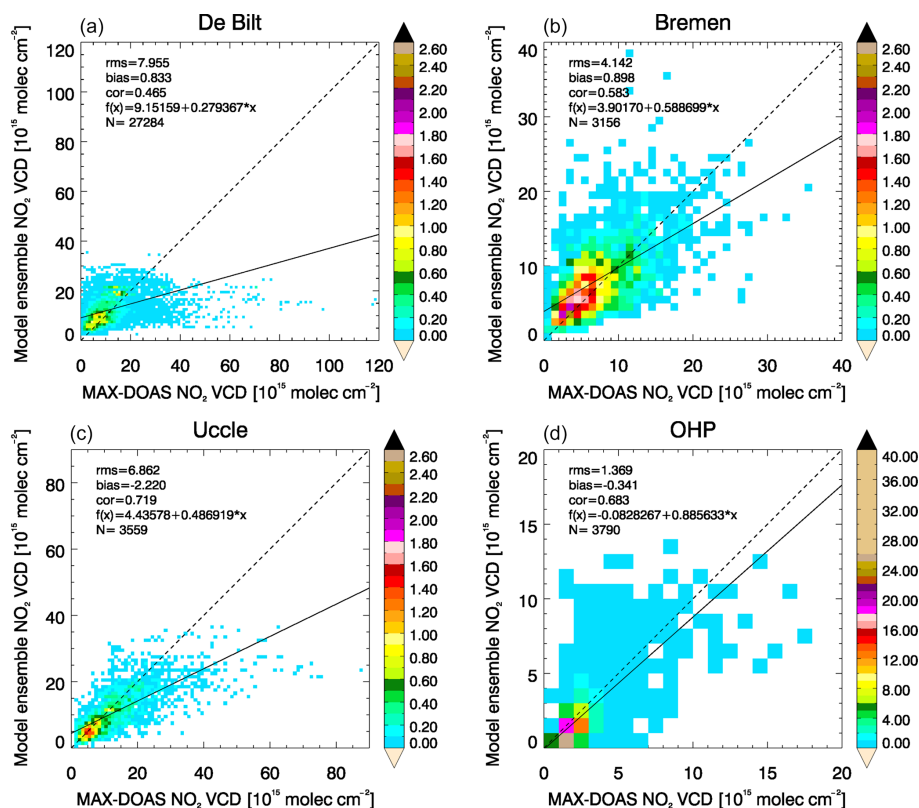 (a) De Bilt
Model ensemble NO₂ VCD [10¹⁵ molec cm⁻²]
120
100
80
60
40
20
0
rms=7.955
bias=0.833
cor=0.465
f(x)=9.15159+0.279367*x
N= 27284
0 20 40 60 80 100 120
MAX-DOAS NO₂ VCD [10¹⁵ molec cm⁻²]
2.60
2.40
2.20
2.00
1.80
1.60
1.40
1.20
1.00
0.80
0.60
0.40
0.20
0.00
(b) Bremen
Model ensemble NO₂ VCD [10¹⁵ molec cm⁻²]
40
30
20
10
0
rms=4.142
bias=0.898
cor=0.583
f(x)=3.90170+0.588699*x
N= 3156
0 10 20 30 40
MAX-DOAS NO₂ VCD [10¹⁵ molec cm⁻²]
2.60
2.40
2.20
2.00
1.80
1.60
1.40
1.20
1.00
0.80
0.60
0.40
0.20
0.00
(c) Uccle
Model ensemble NO₂ VCD [10¹⁵ molec cm⁻²]
80
60
40
20
0
rms=6.862
bias=-2.220
cor=0.719
f(x)=4.43578+0.486919*x
N= 3559
0 20 40 60 80
MAX-DOAS NO₂ VCD [10¹⁵ molec cm⁻²]
2.60
2.40
2.20
2.00
1.80
1.60
1.40
1.20
1.00
0.80
0.60
0.40
0.20
0.00
(d) OHP
Model ensemble NO₂ VCD [10¹⁵ molec cm⁻²]
20
15
10
5
0
rms=1.369
bias=-0.341
cor=0.683
f(x)=-0.0828267+0.885633*x
N= 3790
0 5 10 15 20
MAX-DOAS NO₂ VCD [10¹⁵ molec cm⁻²]
40.00
36.00
32.00
28.00
26.00
24.00
22.00
20.00
18.00
16.00
14.00
12.00
10.00
8.00
6.00
4.00
2.00
0.00